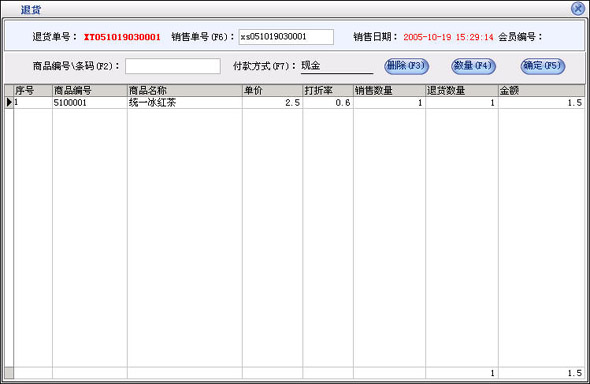 退货
退货单号： XT051019030001 销售单号(F6)： xs051019030001 销售日期： 2005-10-19 15:29:14 会员编号：
商品编号\条码(F2)： 付款方式(F7)： 现金 删除(F3) 数量(F4) 确定(F5)
序号 商品编号 商品名称 单价 打折率 销售数量 退货数量 金额
1 5100001 统一冰红茶 2.5 0.6 1 1 1.5
1 1.5